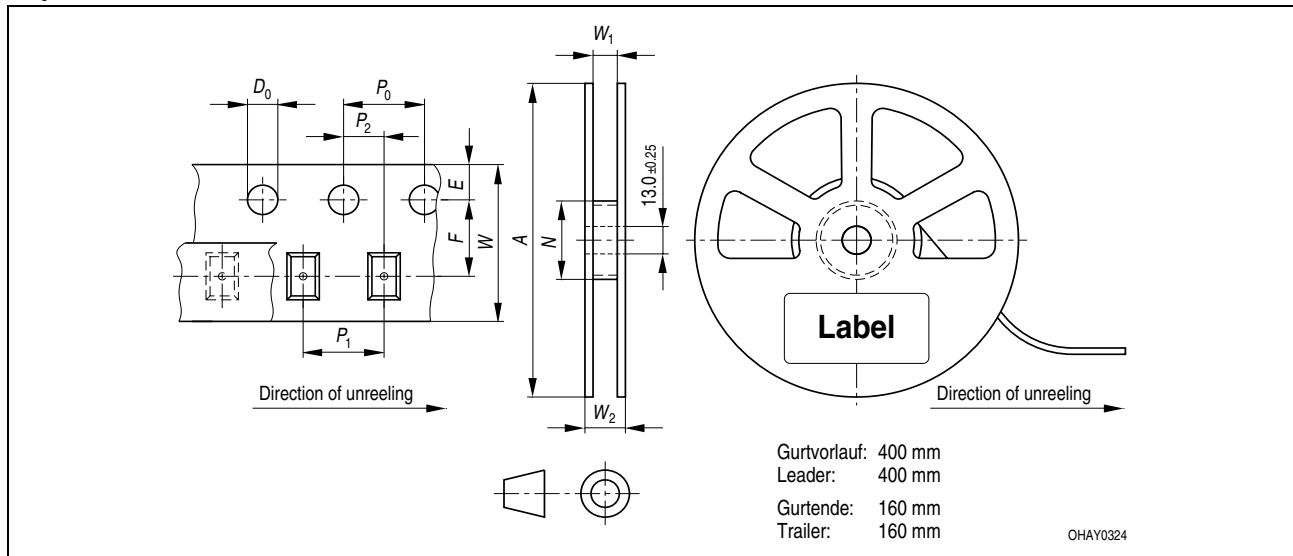 W₁
D₀
P₀
P₂
E
F
W
A
N
13.0 ±0.25
Label
P₁
Direction of unreeling
W₂
Direction of unreeling
Gurtvorlauf: 400 mm
Leader: 400 mm
Gurtende: 160 mm
Trailer: 160 mm
OHAY0324